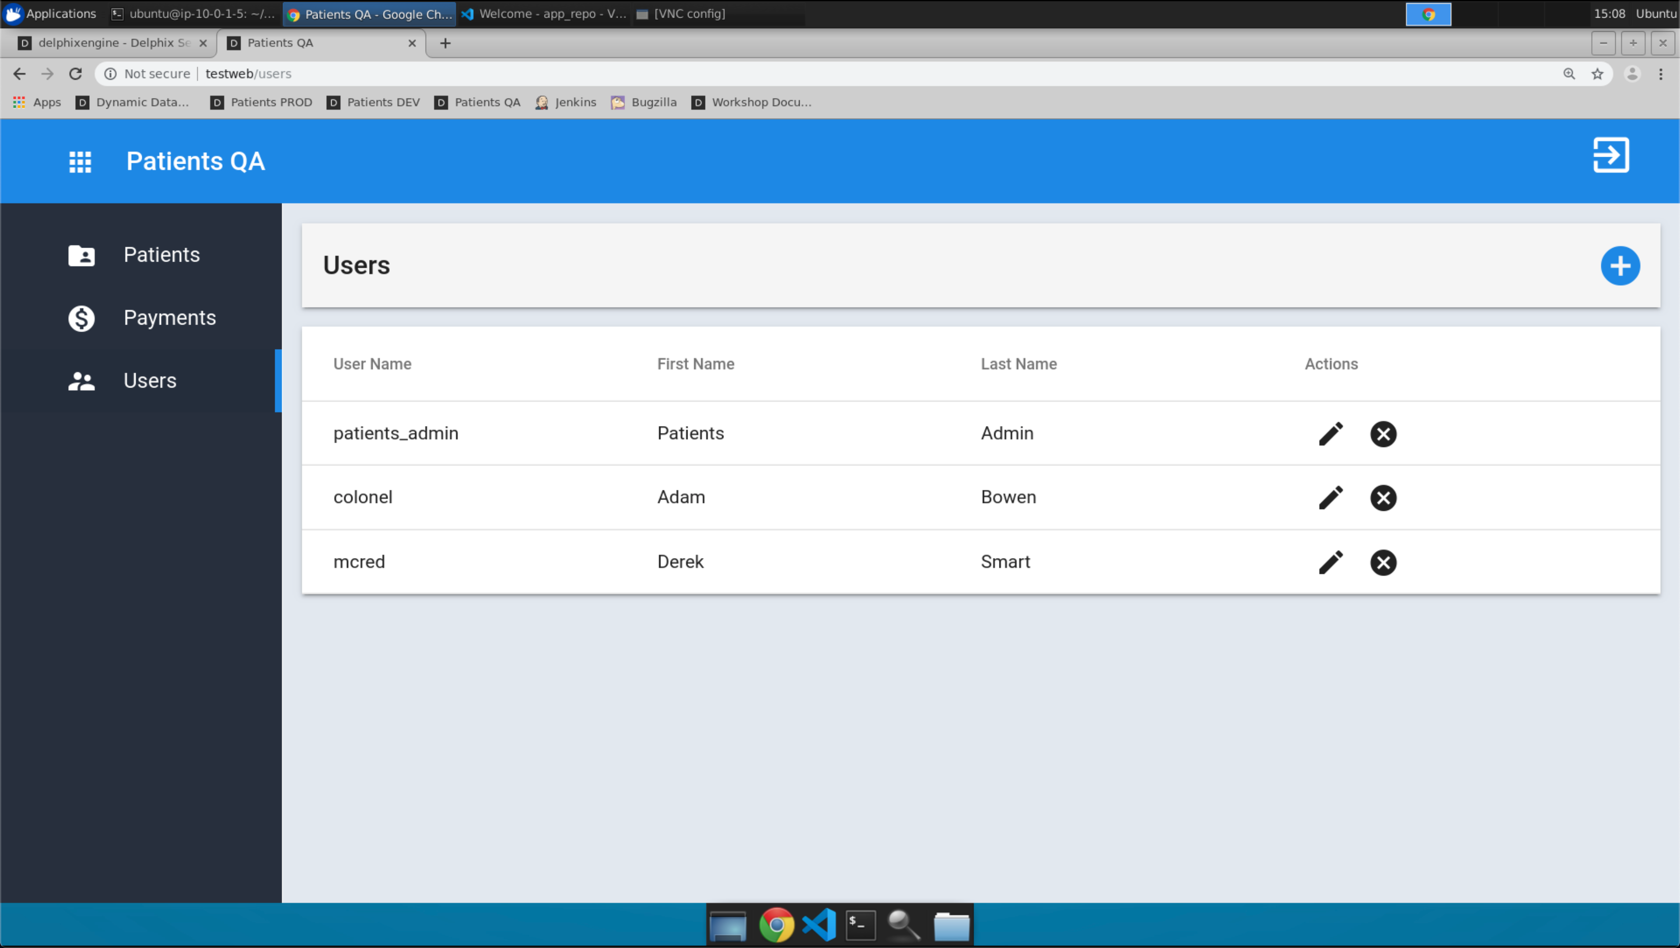 Applications ubuntu@ip-10-0-1-5: ~/... Patients QA - Google Ch... Welcome - app_repo - V... [VNC config] 15:08 Ubuntu
delphixengine - Delphix Se Patients QA
Not secure testweb/users
Apps Dynamic Data... Patients PROD Patients DEV Patients QA Jenkins Bugzilla Workshop Docu...
Patients QA
Patients
Payments
Users
Users
User Name First Name Last Name Actions
patients_admin Patients Admin
colonel Adam Bowen
mcred Derek Smart